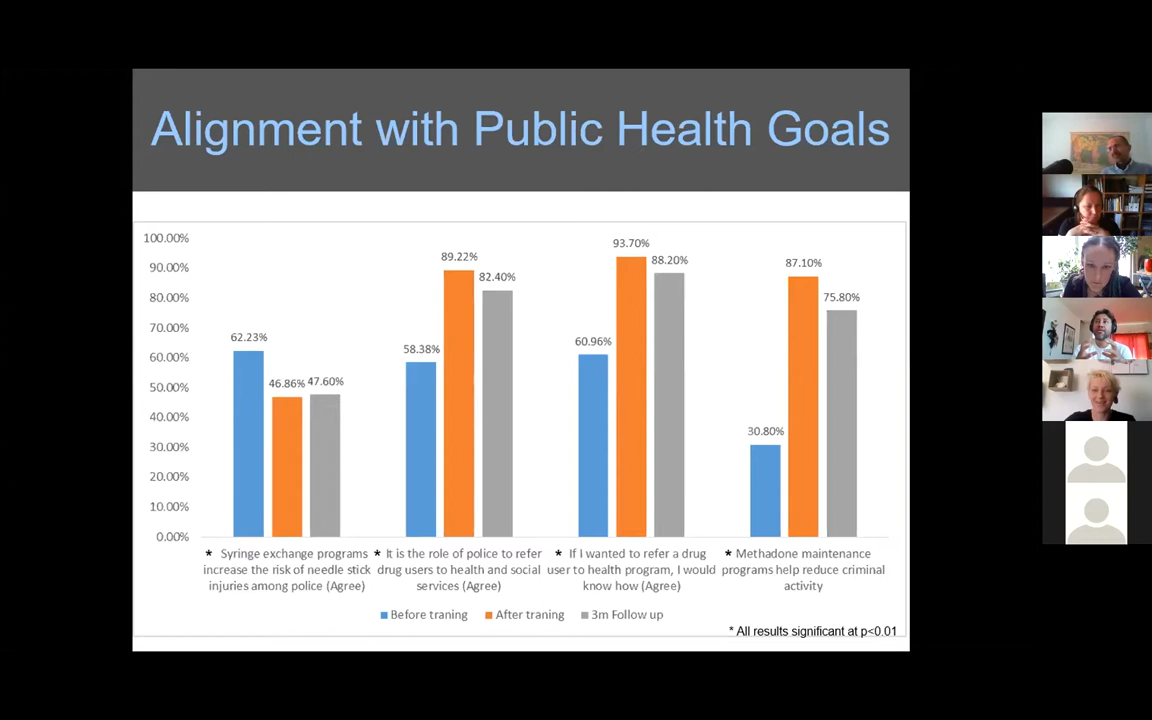 Alignment with Public Health Goals
100.00%
90.00%
80.00%
70.00%
60.00%
50.00%
40.00%
30.00%
20.00%
10.00%
0.00%
62.23%
46.86%
47.60%
58.38%
89.22%
82.40%
60.96%
93.70%
88.20%
30.80%
87.10%
75.80%
* Syringe exchange programs
increase the risk of needle stick
injuries among police (Agree)
* It is the role of police to refer
drug users to health and social
services (Agree)
* If I wanted to refer a drug
user to health program, I would
know how (Agree)
* Methadone maintenance
programs help reduce criminal
activity
Before traning
After traning
3m Follow up
* All results significant at p<0.01